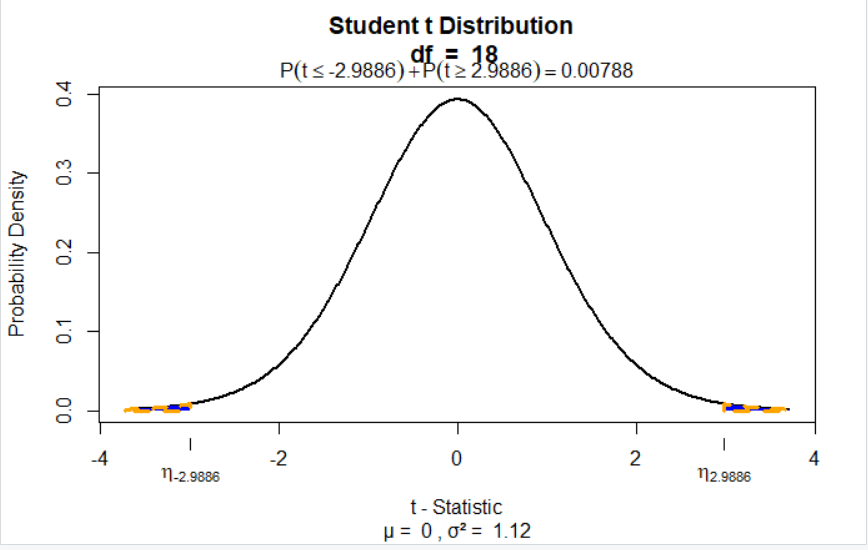 Student t Distribution
df = 18
P(t ≤ -2.9886) + P(t ≥ 2.9886) = 0.00788
Probability Density
0.4
0.3
0.2
0.1
0.0
-4 -2 0 2 4
η-2.9886 η2.9886
t - Statistic
μ = 0 , σ² = 1.12